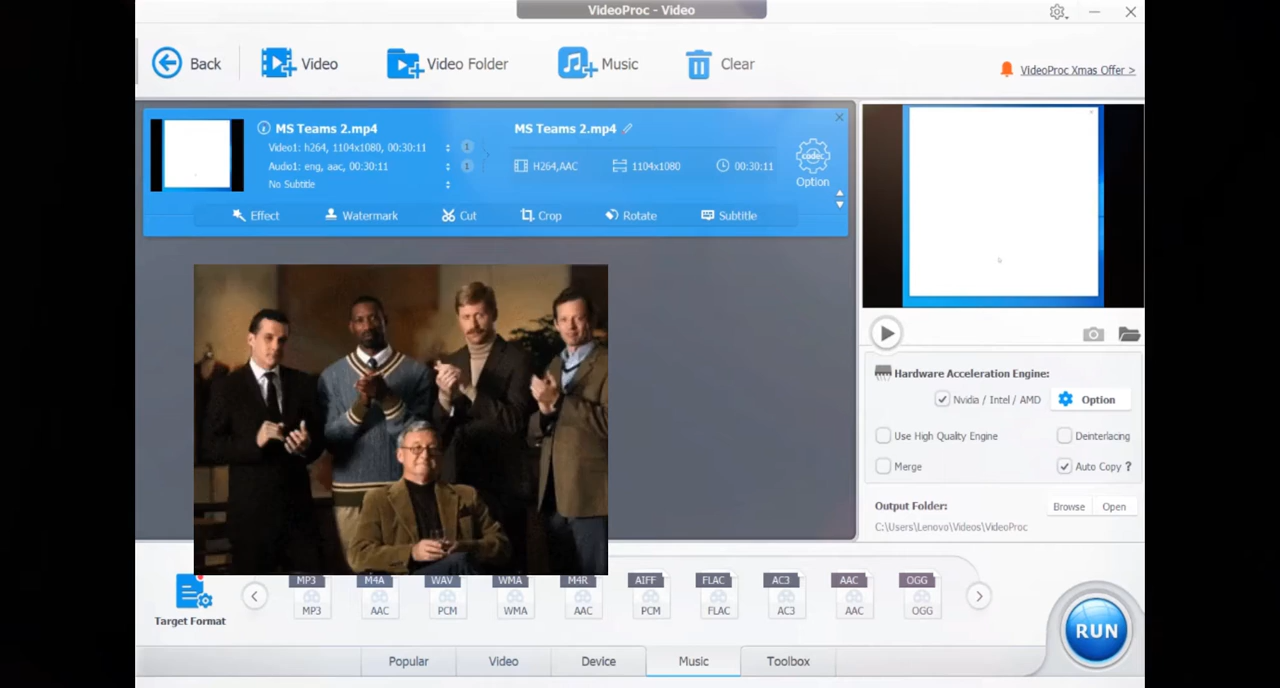 VideoProc - Video
Back
Video
Video Folder
Music
Clear
VideoProc Xmas Offer >
MS Teams 2.mp4
Video1: h264, 1104x1080, 00:30:11
Audio1: eng, aac, 00:30:11
No Subtitle
MS Teams 2.mp4
H264,AAC
1104x1080
00:30:11
codec
Option
Effect
Watermark
Cut
Crop
Rotate
Subtitle
Hardware Acceleration Engine:
Nvidia / Intel / AMD
Option
Use High Quality Engine
Deinterlacing
Merge
Auto Copy ?
Output Folder:
Browse
Open
C:\Users\Lenovo\Videos\VideoProc
Target Format
MP3
MP3
M4A
AAC
WAV
PCM
WMA
WMA
M4R
AAC
AIFF
PCM
FLAC
FLAC
AC3
AC3
AAC
AAC
OGG
OGG
RUN
Popular
Video
Device
Music
Toolbox